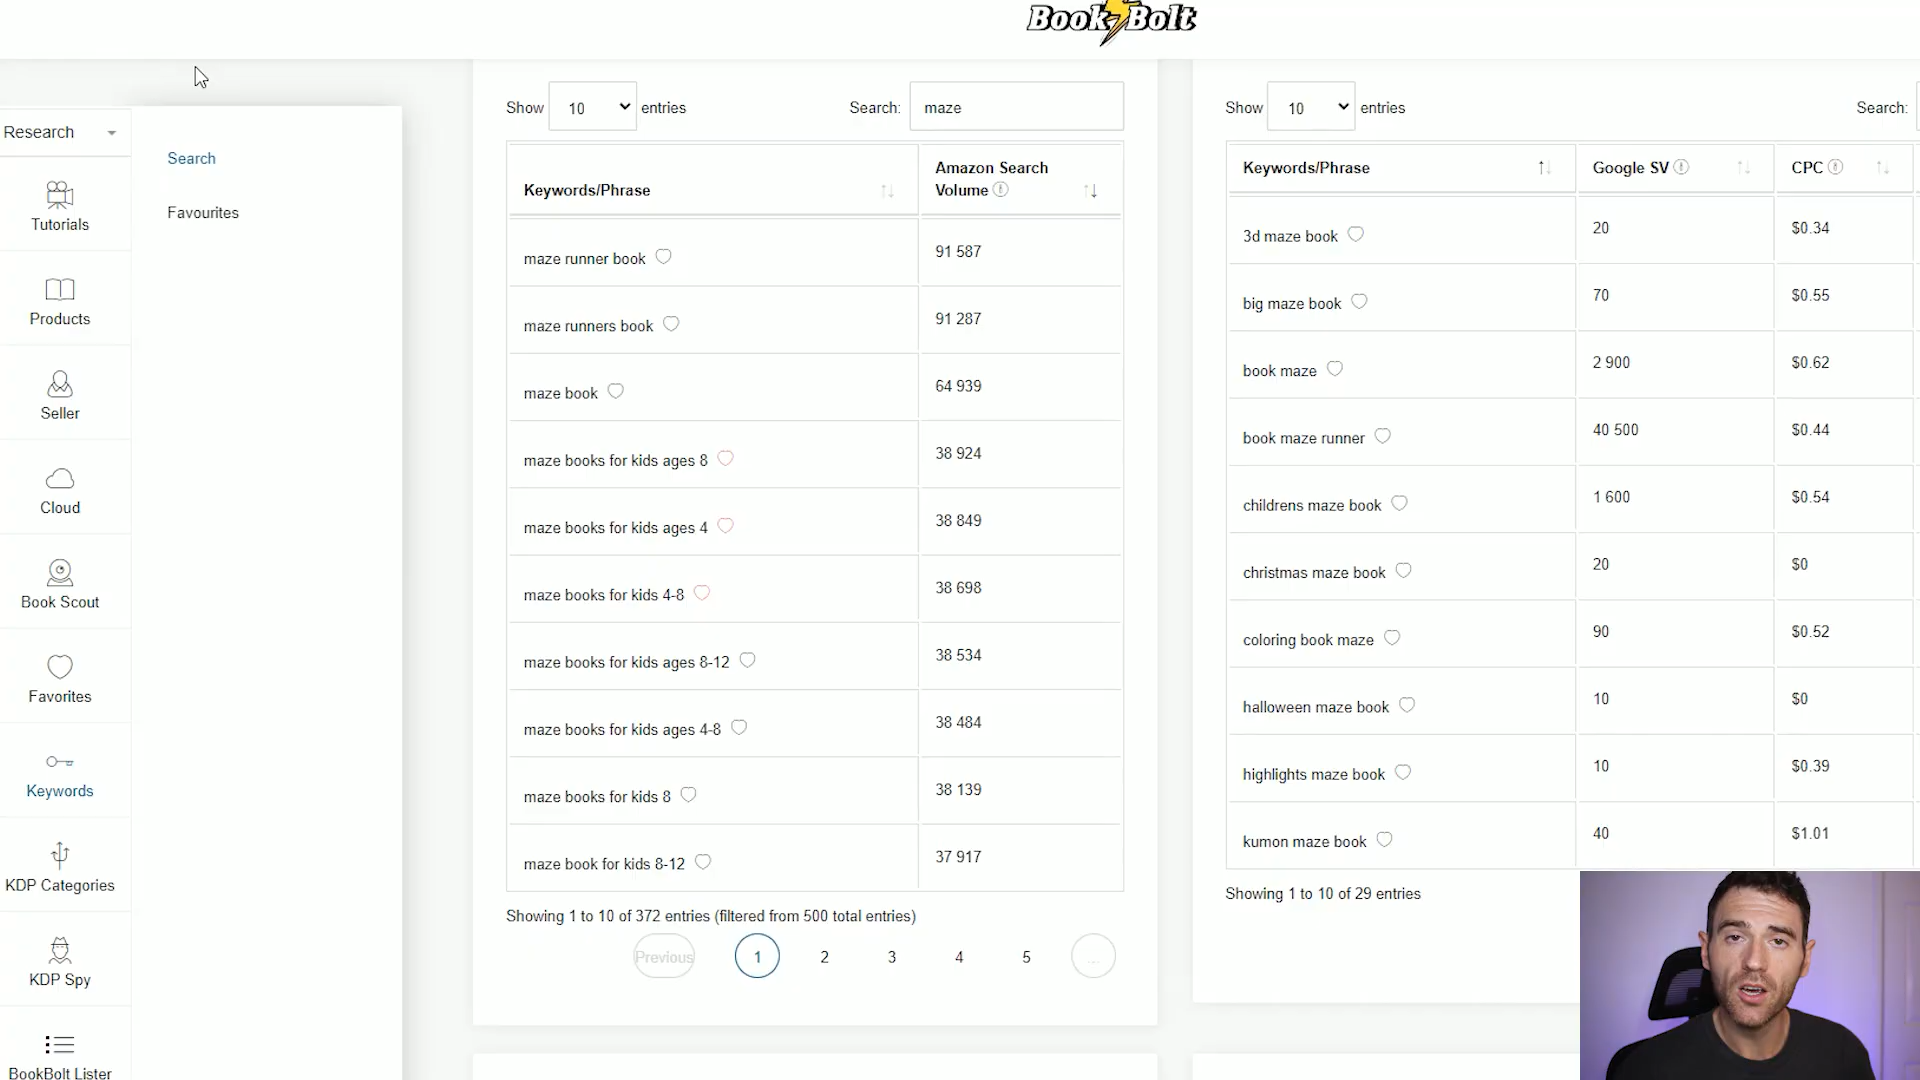 Book Bolt
Research
Tutorials
Products
Seller
Cloud
Book Scout
Favorites
Keywords
KDP Categories
KDP Spy
BookBolt Lister
Search
Favourites
Show 10 entries Search: maze
Keywords/Phrase Amazon Search Volume
maze runner book 91 587
maze runners book 91 287
maze book 64 939
maze books for kids ages 8 38 924
maze books for kids ages 4 38 849
maze books for kids 4-8 38 698
maze books for kids ages 8-12 38 534
maze books for kids ages 4-8 38 484
maze books for kids 8 38 139
maze book for kids 8-12 37 917
Showing 1 to 10 of 372 entries (filtered from 500 total entries)
Previous 1 2 3 4 5 ...
Show 10 entries Search:
Keywords/Phrase Google SV CPC
3d maze book 20 $0.34
big maze book 70 $0.55
book maze 2 900 $0.62
book maze runner 40 500 $0.44
childrens maze book 1 600 $0.54
christmas maze book 20 $0
coloring book maze 90 $0.52
halloween maze book 10 $0
highlights maze book 10 $0.39
kumon maze book 40 $1.01
Showing 1 to 10 of 29 entries